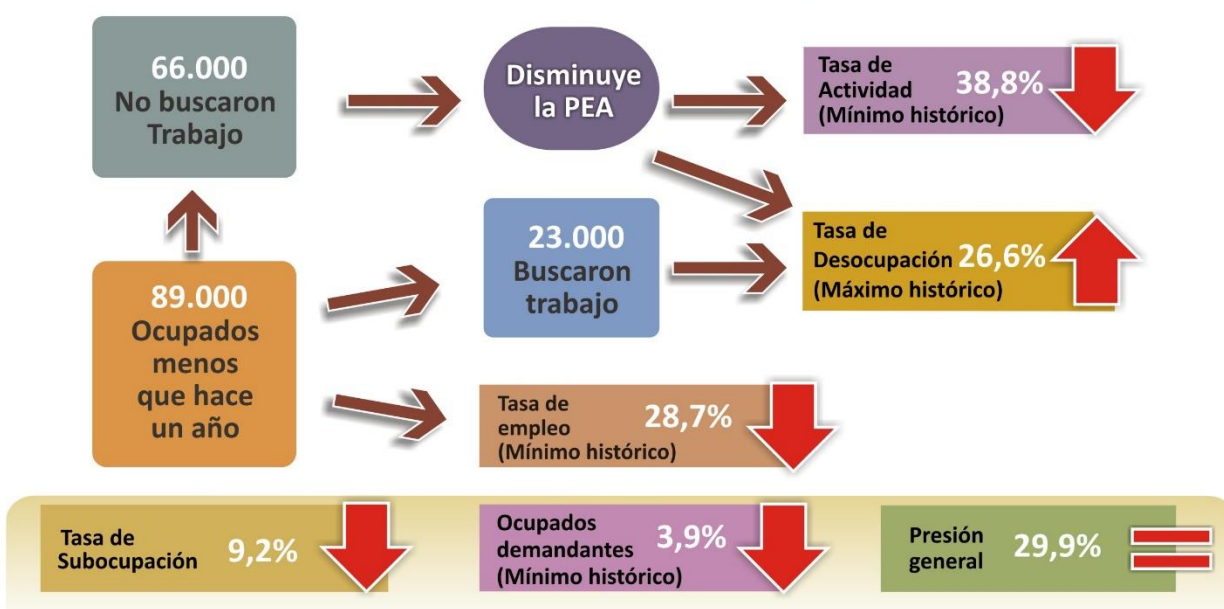 66.000
No buscaron
Trabajo
Disminuye
la PEA
Tasa de
Actividad
(Mínimo histórico)
38,8%
89.000
Ocupados
menos
que hace
un año
23.000
Buscaron
trabajo
Tasa de
Desocupación
(Máximo histórico)
26,6%
Tasa de
empleo
(Mínimo histórico)
28,7%
Tasa de
Subocupación
9,2%
Ocupados
demandantes
(Mínimo histórico)
3,9%
Presión
general
29,9%